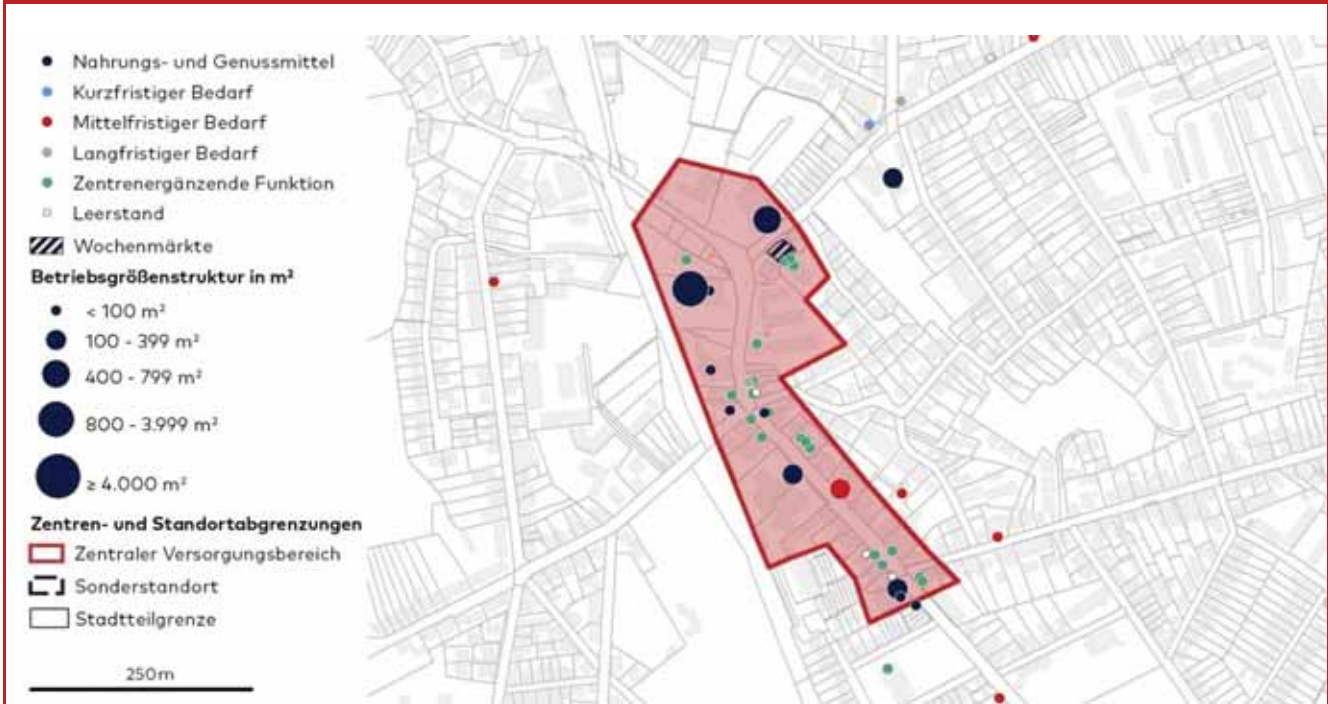 Nahrungs- und Genussmittel
Kurzfristiger Bedarf
Mittelfristiger Bedarf
Langfristiger Bedarf
Zentrenergänzende Funktion
Leerstand
Wochenmärkte
Betriebsgrößenstruktur in m²
< 100 m²
100 - 399 m²
400 - 799 m²
800 - 3.999 m²
≥ 4.000 m²
Zentren- und Standortabgrenzungen
Zentraler Versorgungsbereich
Sonderstandort
Stadtteilgrenze
250m